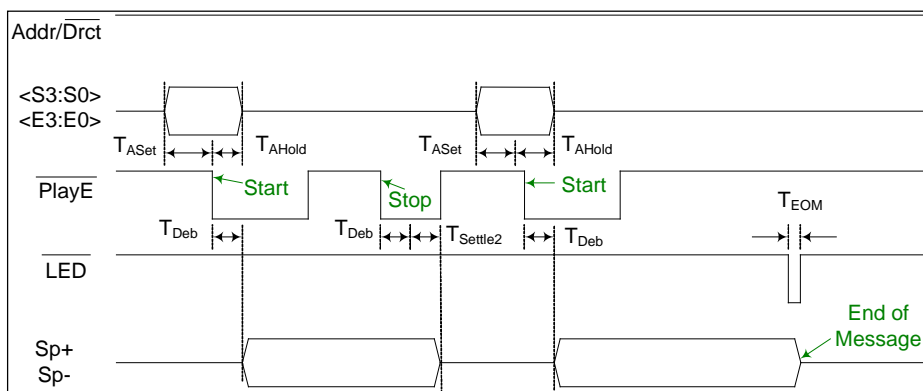 Addr/Drct
<S3:S0>
<E3:E0>
TASet TAHold TASet TAHold
PlayE Start Stop Start
TEOM
TDeb TDeb TSettle2 TDeb
LED
End of
Message
Sp+
Sp-